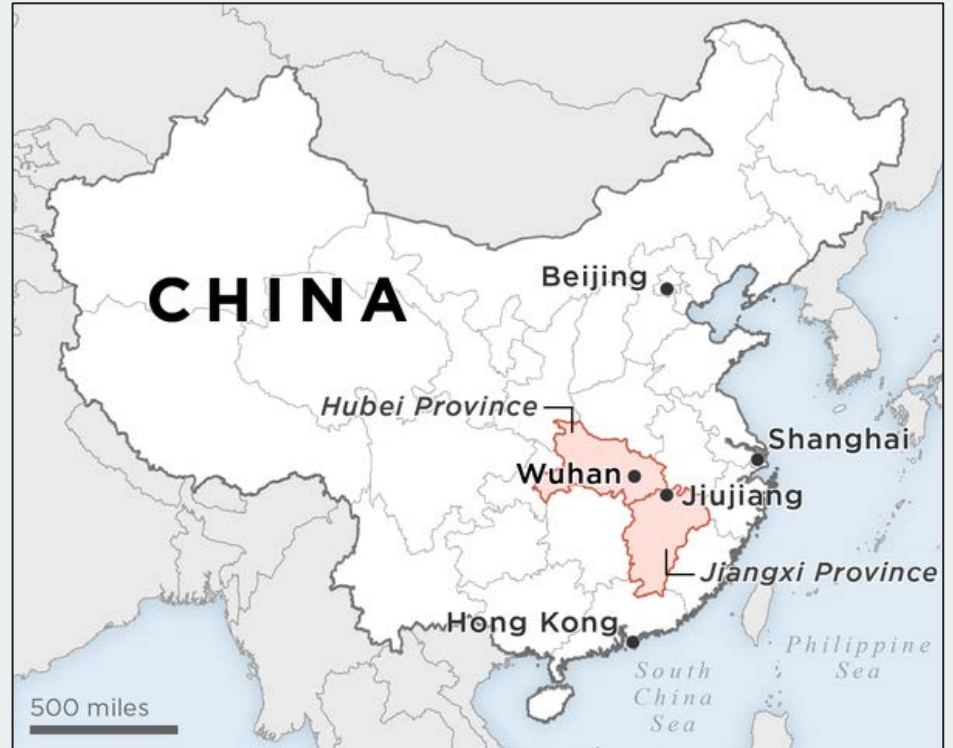 Beijing
CHINA
Hubei Province
Shanghai
Wuhan
Jiujiang
Jiangxi Province
Hong Kong
Philippine
Sea
South
China
Sea
500 miles